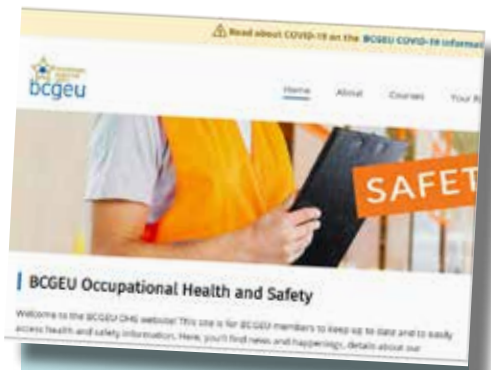 Read about COVID-19 on the BCGEU COVID-19 informat
bcgeu
Home About Courses Your R
SAFET
BCGEU Occupational Health and Safety
Welcome to the BCGEU OHS website! This site is for BCGEU members to keep up to date and to easily
access health and safety information. Here, you'll find news and happenings, details about our